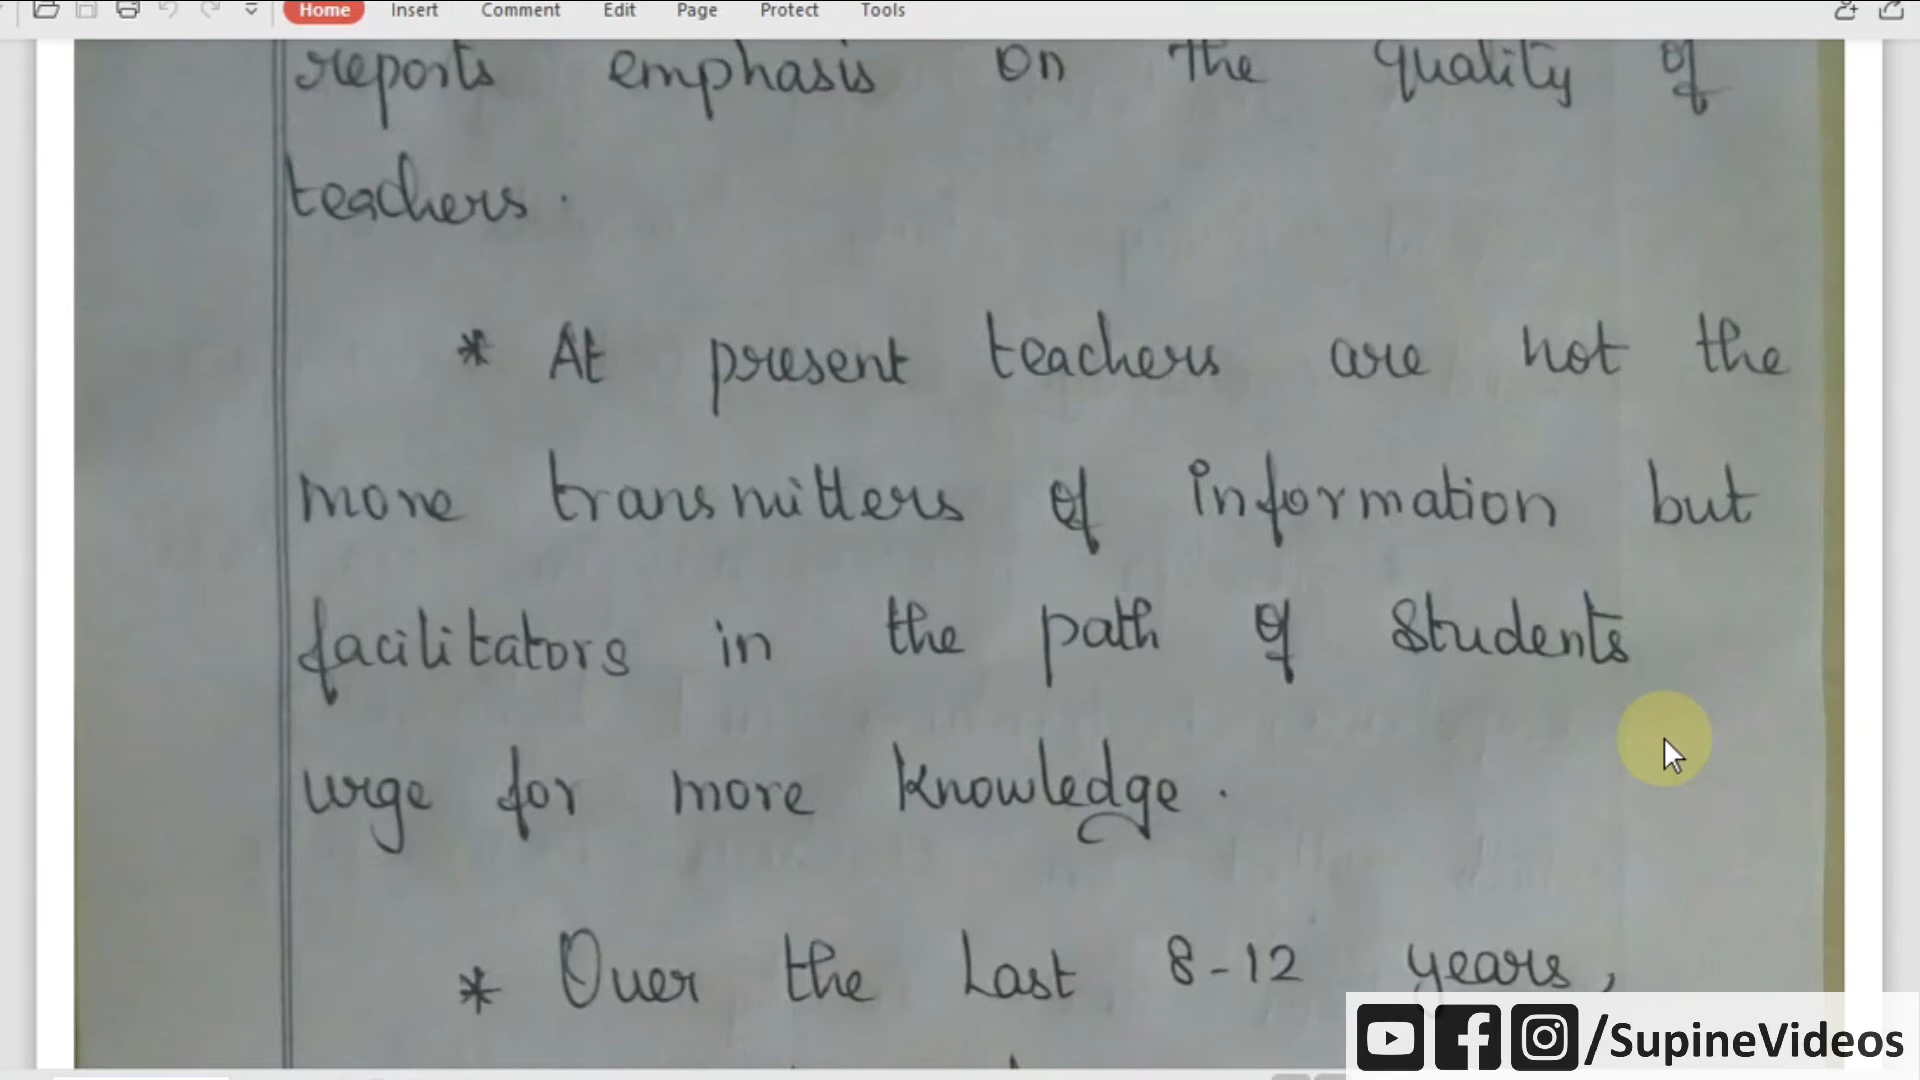 Home Insert Comment Edit Page Protect Tools
reports emphasis on the quality of
teachers.
* At present teachers are not the
more transmitters of information but
facilitators in the path of students
urge for more knowledge.
* Over the last 8-12 years,
/SupineVideos